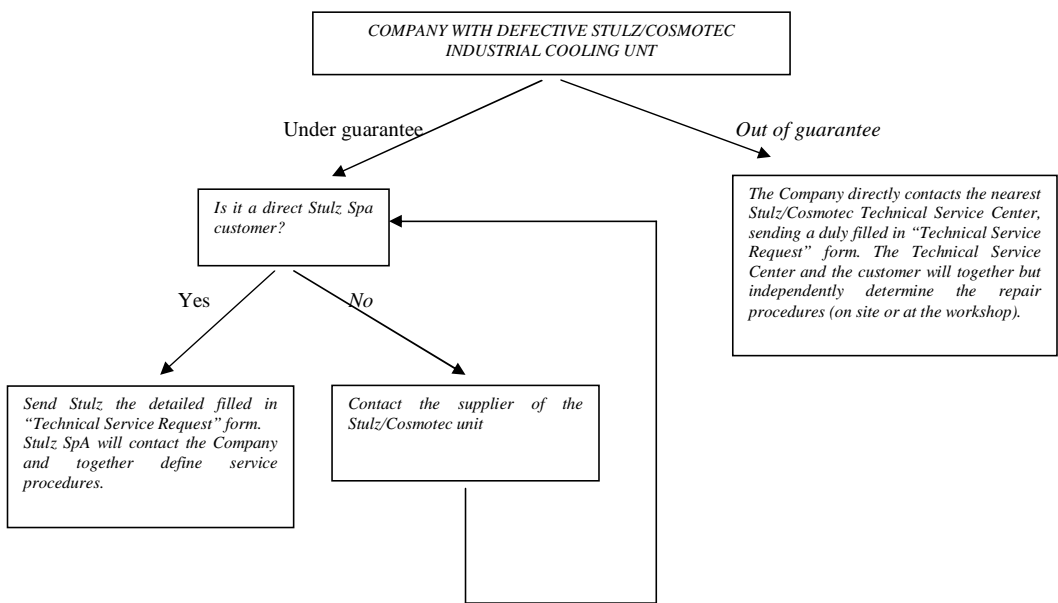 COMPANY WITH DEFECTIVE STULZ/COSMOTEC
INDUSTRIAL COOLING UNT
Under guarantee
Out of guarantee
Is it a direct Stulz Spa
customer?
The Company directly contacts the nearest
Stulz/Cosmotec Technical Service Center,
sending a duly filled in “Technical Service
Request” form. The Technical Service
Center and the customer will together but
independently determine the repair
procedures (on site or at the workshop).
Yes
No
Send Stulz the detailed filled in
“Technical Service Request” form.
Stulz SpA will contact the Company
and together define service
procedures.
Contact the supplier of the
Stulz/Cosmotec unit